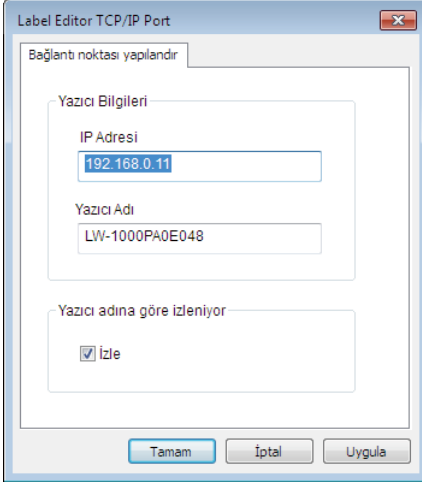 Label Editor TCP/IP Port
Bağlantı noktası yapılandır
Yazıcı Bilgileri
IP Adresi
192.168.0.11
Yazıcı Adı
LW-1000PA0E048
Yazıcı adına göre izleniyor
İzle
Tamam İptal Uygula